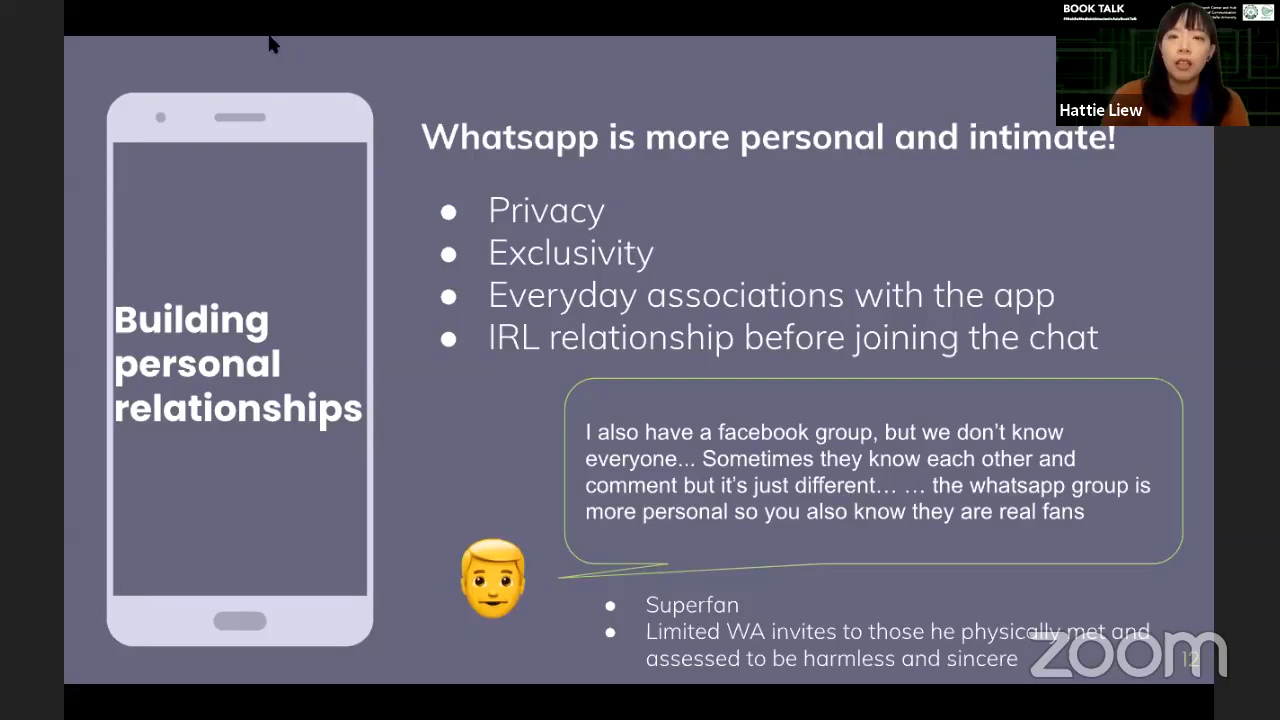 BOOK TALK
Hattie Liew
Whatsapp is more personal and intimate!
● Privacy
● Exclusivity
● Everyday associations with the app
● IRL relationship before joining the chat
Building
personal
relationships
I also have a facebook group, but we don't know
everyone... Sometimes they know each other and
comment but it's just different... ... the whatsapp group is
more personal so you also know they are real fans
● Superfan
● Limited WA invites to those he physically met and
assessed to be harmless and sincere
zoom
12